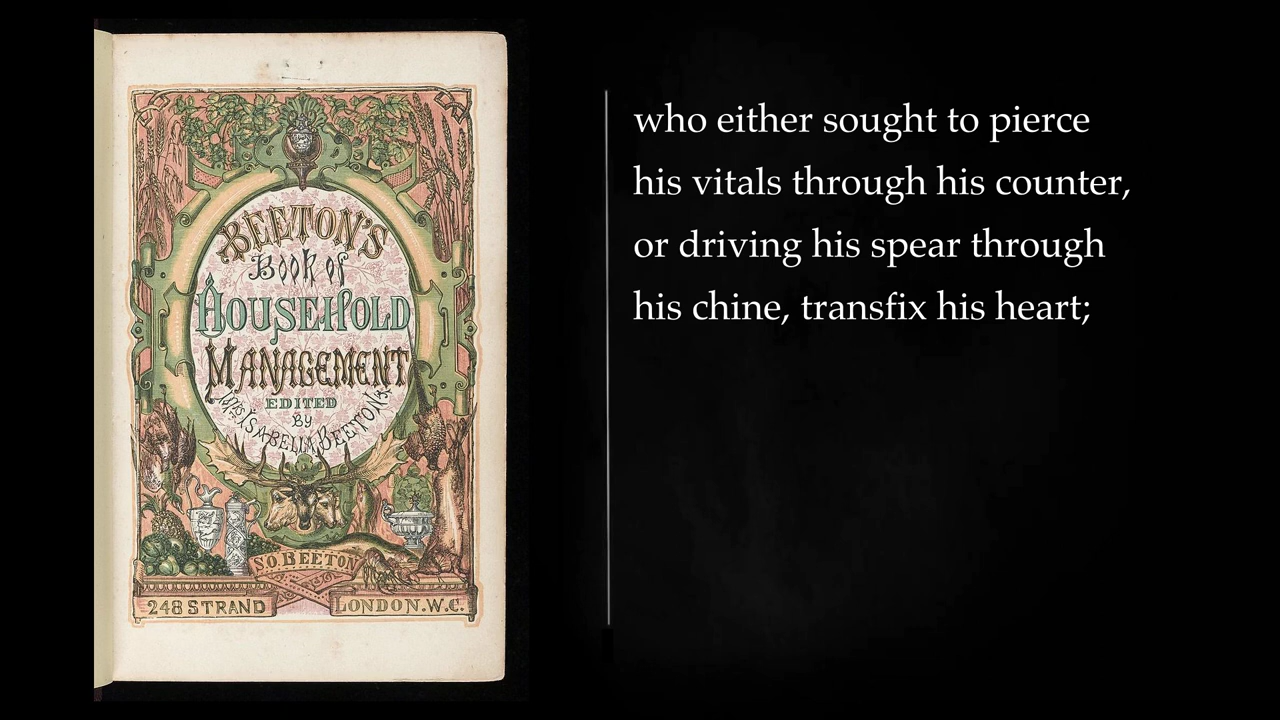 BEETON'S
Book of
HOUSEHOLD
MANAGEMENT
EDITED
BY
MRS ISABELLA BEETON
S.O. BEETON
248 STRAND
LONDON. W.C.
who either sought to pierce
his vitals through his counter,
or driving his spear through
his chine, transfix his heart;